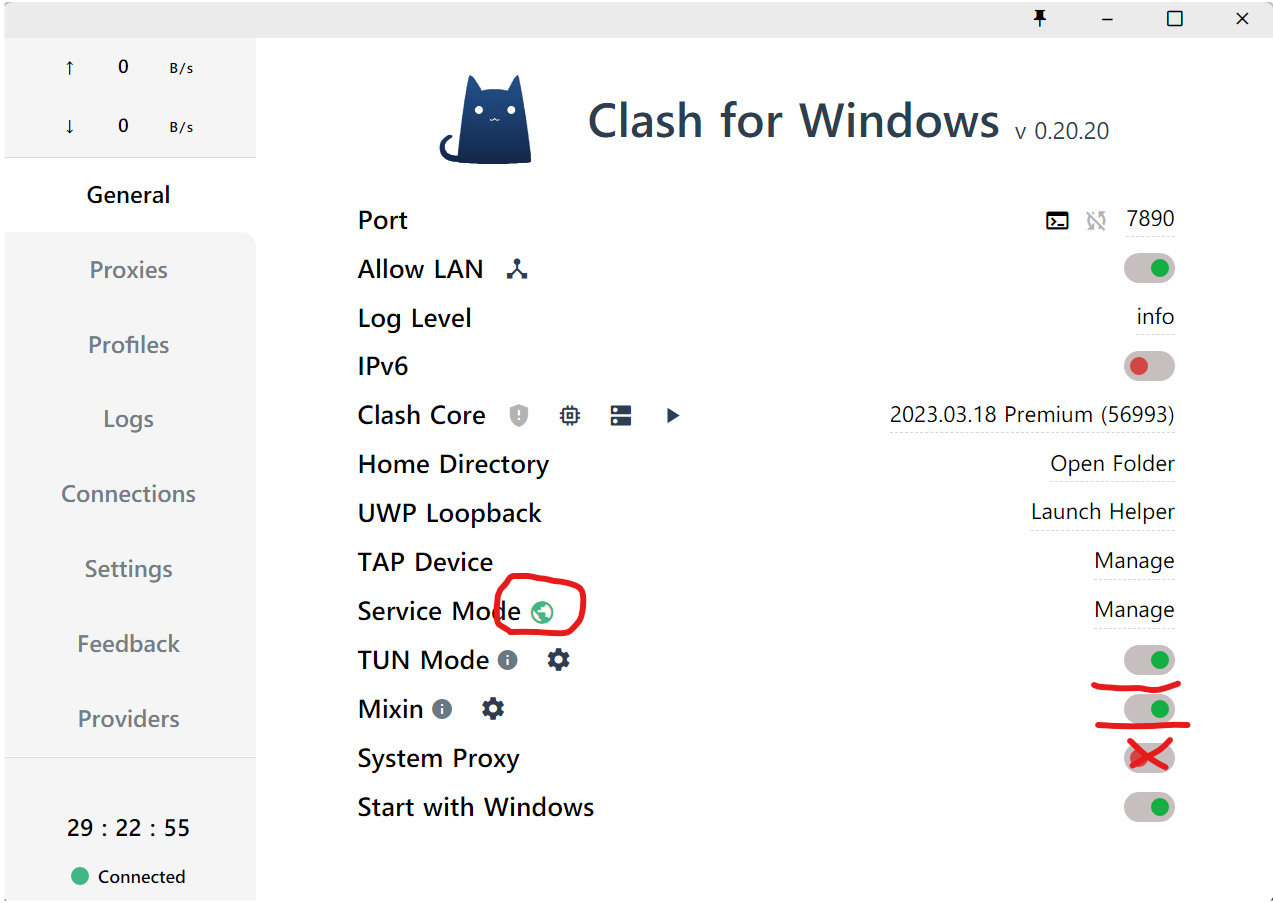 ↑ 0 B/s
↓ 0 B/s
General
Proxies
Profiles
Logs
Connections
Settings
Feedback
Providers
29 : 22 : 55
Connected
Clash for Windows v 0.20.20
Port 7890
Allow LAN
Log Level info
IPv6
Clash Core 2023.03.18 Premium (56993)
Home Directory Open Folder
UWP Loopback Launch Helper
TAP Device Manage
Service Mode Manage
TUN Mode
Mixin
System Proxy
Start with Windows